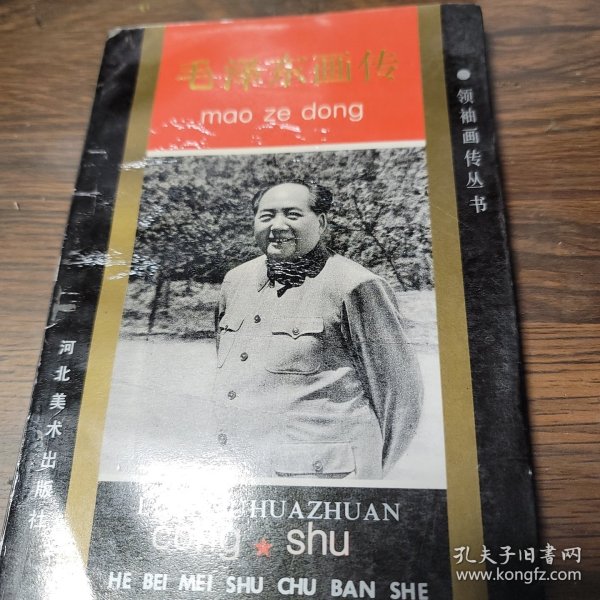 毛泽东画传
mao ze dong
领袖画传丛书
河北美术出版社
HUAZHUAN
cong ★ shu
HE BEI MEI SHU CHU BAN SHE
孔夫子旧书网
www.kongfz.com